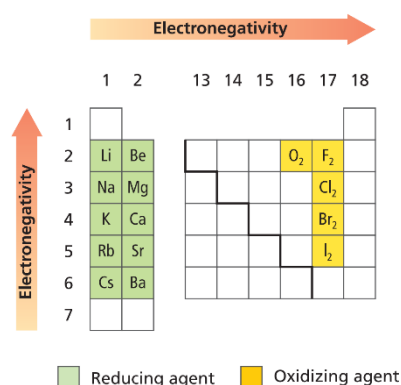 Electronegativity
1 2 13 14 15 16 17 18
Electronegativity
1
2 Li Be O₂ F₂
3 Na Mg Cl₂
4 K Ca Br₂
5 Rb Sr I₂
6 Cs Ba
7
Reducing agent Oxidizing agent